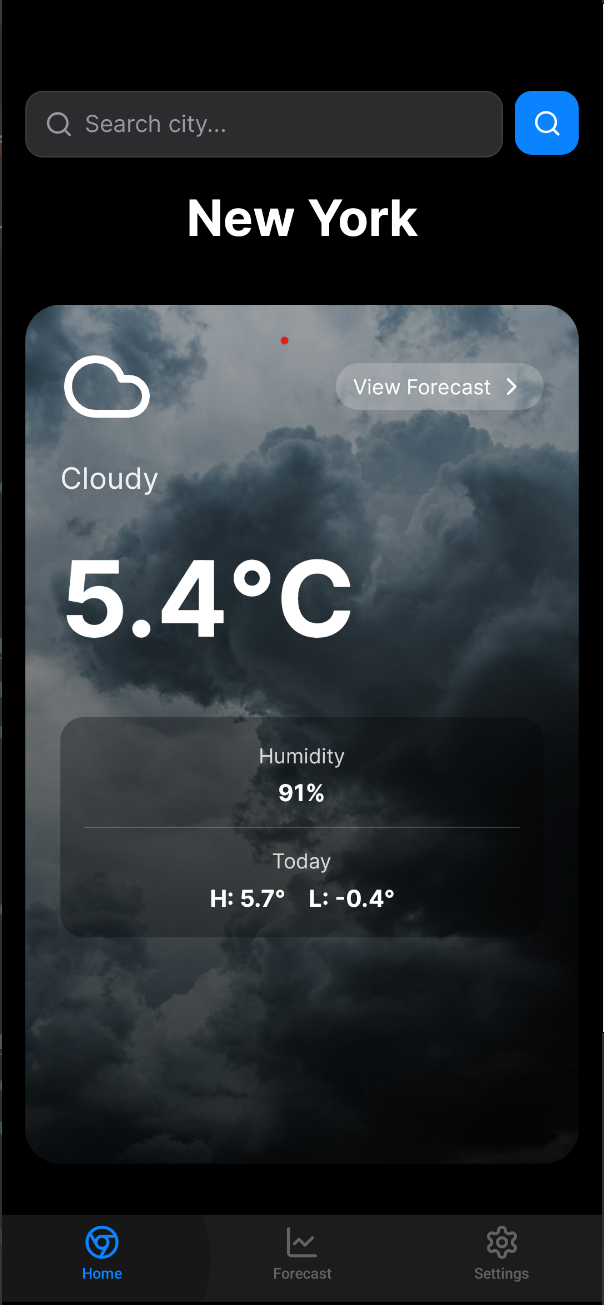 Search city...
New York
View Forecast
Cloudy
5.4°C
Humidity
91%
Today
H: 5.7° L: -0.4°
Home Forecast Settings